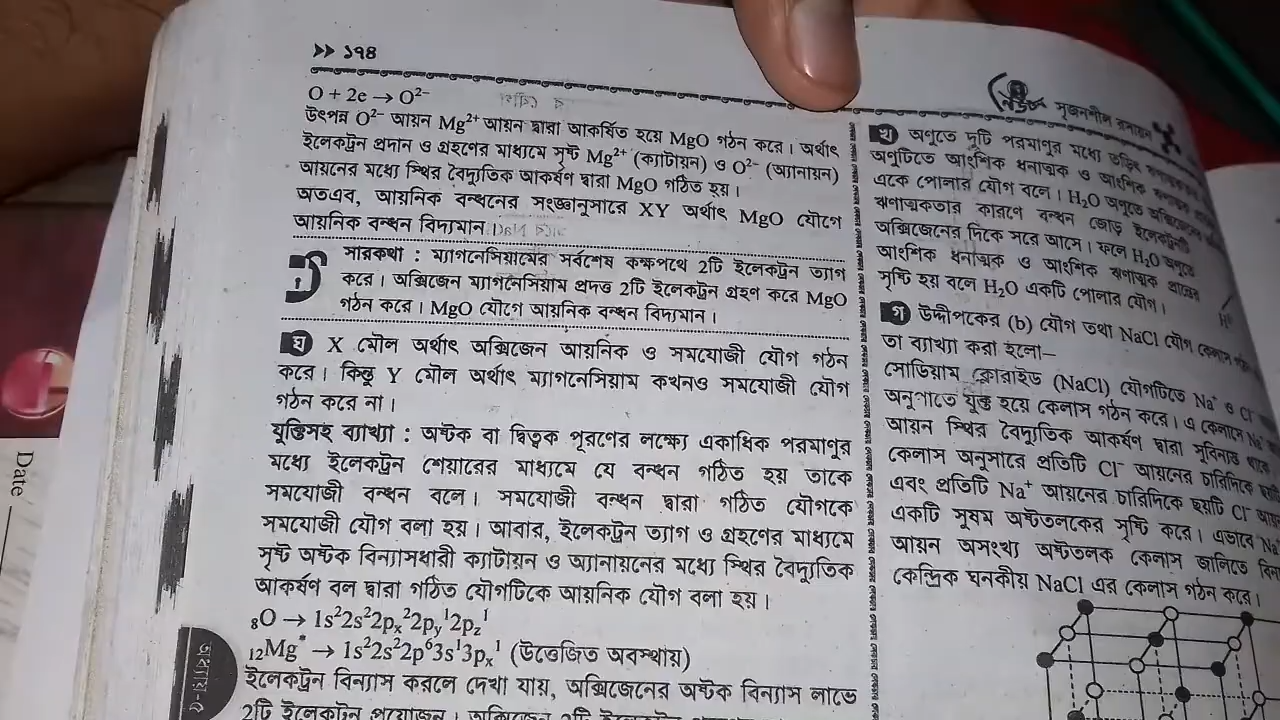 >> ১৭৪
O + 2e → O²⁻
উৎপন্ন O²⁻ আয়ন Mg²⁺ আয়ন দ্বারা আকর্ষিত হয়ে MgO গঠন করে। অর্থাৎ
ইলেকট্রন প্রদান ও গ্রহণের মাধ্যমে সৃষ্ট Mg²⁺ (ক্যাটায়ন) ও O²⁻ (অ্যানায়ন)
আয়নের মধ্যে স্থির বৈদ্যুতিক আকর্ষণ দ্বারা MgO গঠিত হয়।
অতএব, আয়নিক বন্ধনের সংজ্ঞানুসারে XY অর্থাৎ MgO যৌগে
আয়নিক বন্ধন বিদ্যমান।
সারকথা : ম্যাগনেসিয়ামের সর্বশেষ কক্ষপথে 2টি ইলেকট্রন ত্যাগ
করে। অক্সিজেন ম্যাগনেসিয়াম প্রদত্ত 2টি ইলেকট্রন গ্রহণ করে MgO
গঠন করে। MgO যৌগে আয়নিক বন্ধন বিদ্যমান।
ঘ X মৌল অর্থাৎ অক্সিজেন আয়নিক ও সমযোজী যৌগ গঠন
করে। কিন্তু Y মৌল অর্থাৎ ম্যাগনেসিয়াম কখনও সমযোজী যৌগ
গঠন করে না।
যুক্তিসহ ব্যাখ্যা : অষ্টক বা দ্বিত্বক পূরণের লক্ষ্যে একাধিক পরমাণুর
মধ্যে ইলেকট্রন শেয়ারের মাধ্যমে যে বন্ধন গঠিত হয় তাকে
সমযোজী বন্ধন বলে। সমযোজী বন্ধন দ্বারা গঠিত যৌগকে
সমযোজী যৌগ বলা হয়। আবার, ইলেকট্রন ত্যাগ ও গ্রহণের মাধ্যমে
সৃষ্ট অষ্টক বিন্যাসধারী ক্যাটায়ন ও অ্যানায়নের মধ্যে স্থির বৈদ্যুতিক
আকর্ষণ বল দ্বারা গঠিত যৌগটিকে আয়নিক যৌগ বলা হয়।
₈O → 1s²2s²2pₓ²2p_y¹2p_z¹
₁₂Mg* → 1s²2s²2p⁶3s¹3pₓ¹ (উত্তেজিত অবস্থায়)
ইলেকট্রন বিন্যাস করলে দেখা যায়, অক্সিজেনের অষ্টক বিন্যাস লাভে
2টি ইলেকট্রন প্রয়োজন।
অধ্যায়-৫
সৃজনশীল রসায়ন
খ অণুতে দুটি পরমাণুর মধ্যে তড়িৎ
অণুটিতে আংশিক ধনাত্মক ও আংশিক
একে পোলার যৌগ বলে। H₂O অণুতে অক্সিজেনের
ঋণাত্মকতার কারণে বন্ধন জোড় ইলেকট্রনটি
অক্সিজেনের দিকে সরে আসে। ফলে H₂O অণুতে
আংশিক ধনাত্মক ও আংশিক ঋণাত্মক প্রান্তের
সৃষ্টি হয় বলে H₂O একটি পোলার যৌগ।
গ উদ্দীপকের (b) যৌগ তথা NaCl যৌগ কেলাস
তা ব্যাখ্যা করা হলো—
সোডিয়াম ক্লোরাইড (NaCl) যৌগটিতে Na⁺ ও Cl⁻
অনুপাতে যুক্ত হয়ে কেলাস গঠন করে। এ কেলাসে Na⁺
আয়ন স্থির বৈদ্যুতিক আকর্ষণ দ্বারা সুবিন্যস্ত থাকে
কেলাস অনুসারে প্রতিটি Cl⁻ আয়নের চারিদিকে ছয়টি
এবং প্রতিটি Na⁺ আয়নের চারিদিকে ছয়টি Cl⁻
একটি সুষম অষ্টতলকের সৃষ্টি করে। এভাবে
আয়ন অসংখ্য অষ্টতলক কেলাস জালিতে
কেন্দ্রিক ঘনকীয় NaCl এর কেলাস গঠন করে।
Date